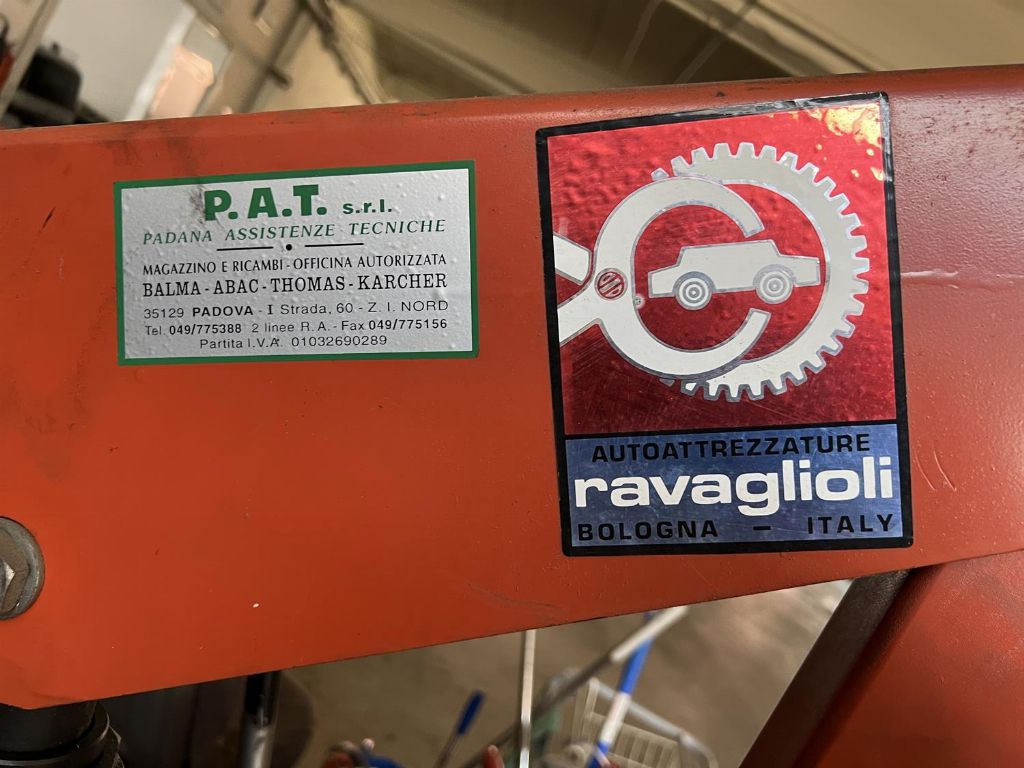 P.A.T. s.r.l.
PADANA ASSISTENZE TECNICHE
MAGAZZINO E RICAMBI - OFFICINA AUTORIZZATA
BALMA - ABAC - THOMAS - KARCHER
35129 PADOVA - I Strada, 60 - Z. I. NORD
Tel. 049/775388 2 linee R. A. - Fax 049/775156
Partita I.V.A. 01032690289
AUTOATTREZZATURE
ravaglioli
BOLOGNA - ITALY